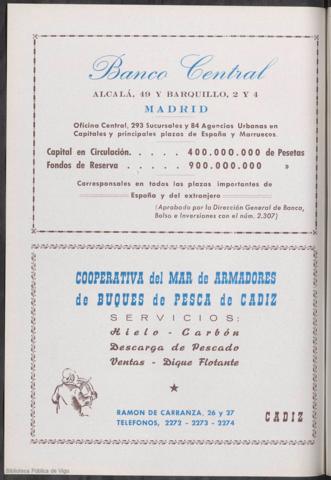 Banco Central
ALCALÁ, 49 Y BARQUILLO, 2 Y 4
MADRID
Oficina Central, 293 Sucursales y 84 Agencias Urbanas en
Capitales y principales plazas de España y Marruecos.
Capital en Circulación. . . . . 400.000.000 de Pesetas
Fondos de Reserva . . . . . 900.000.000 »
Corresponsales en todas las plazas importantes de
España y del extranjero
(Aprobado por la Dirección General de Banca,
Bolsa e Inversiones con el núm. 2.307)
COOPERATIVA del MAR de ARMADORES
de BUQUES de PESCA de CADIZ
SERVICIOS:
Hielo - Carbón
Descarga de Pescado
Ventas - Dique Flotante
RAMON DE CARRANZA, 26 y 27
TELEFONOS, 2272 - 2273 - 2274
CADIZ
Biblioteca Pública de Vigo